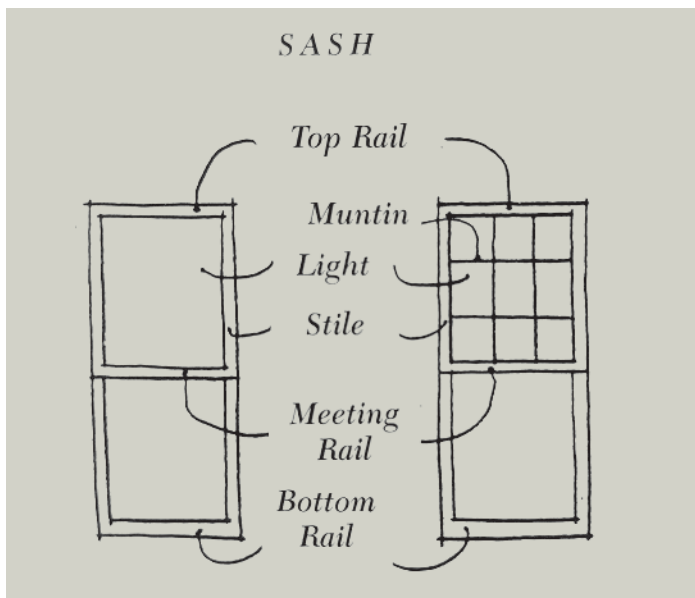 SASH
Top Rail
Muntin
Light
Stile
Meeting
Rail
Bottom
Rail